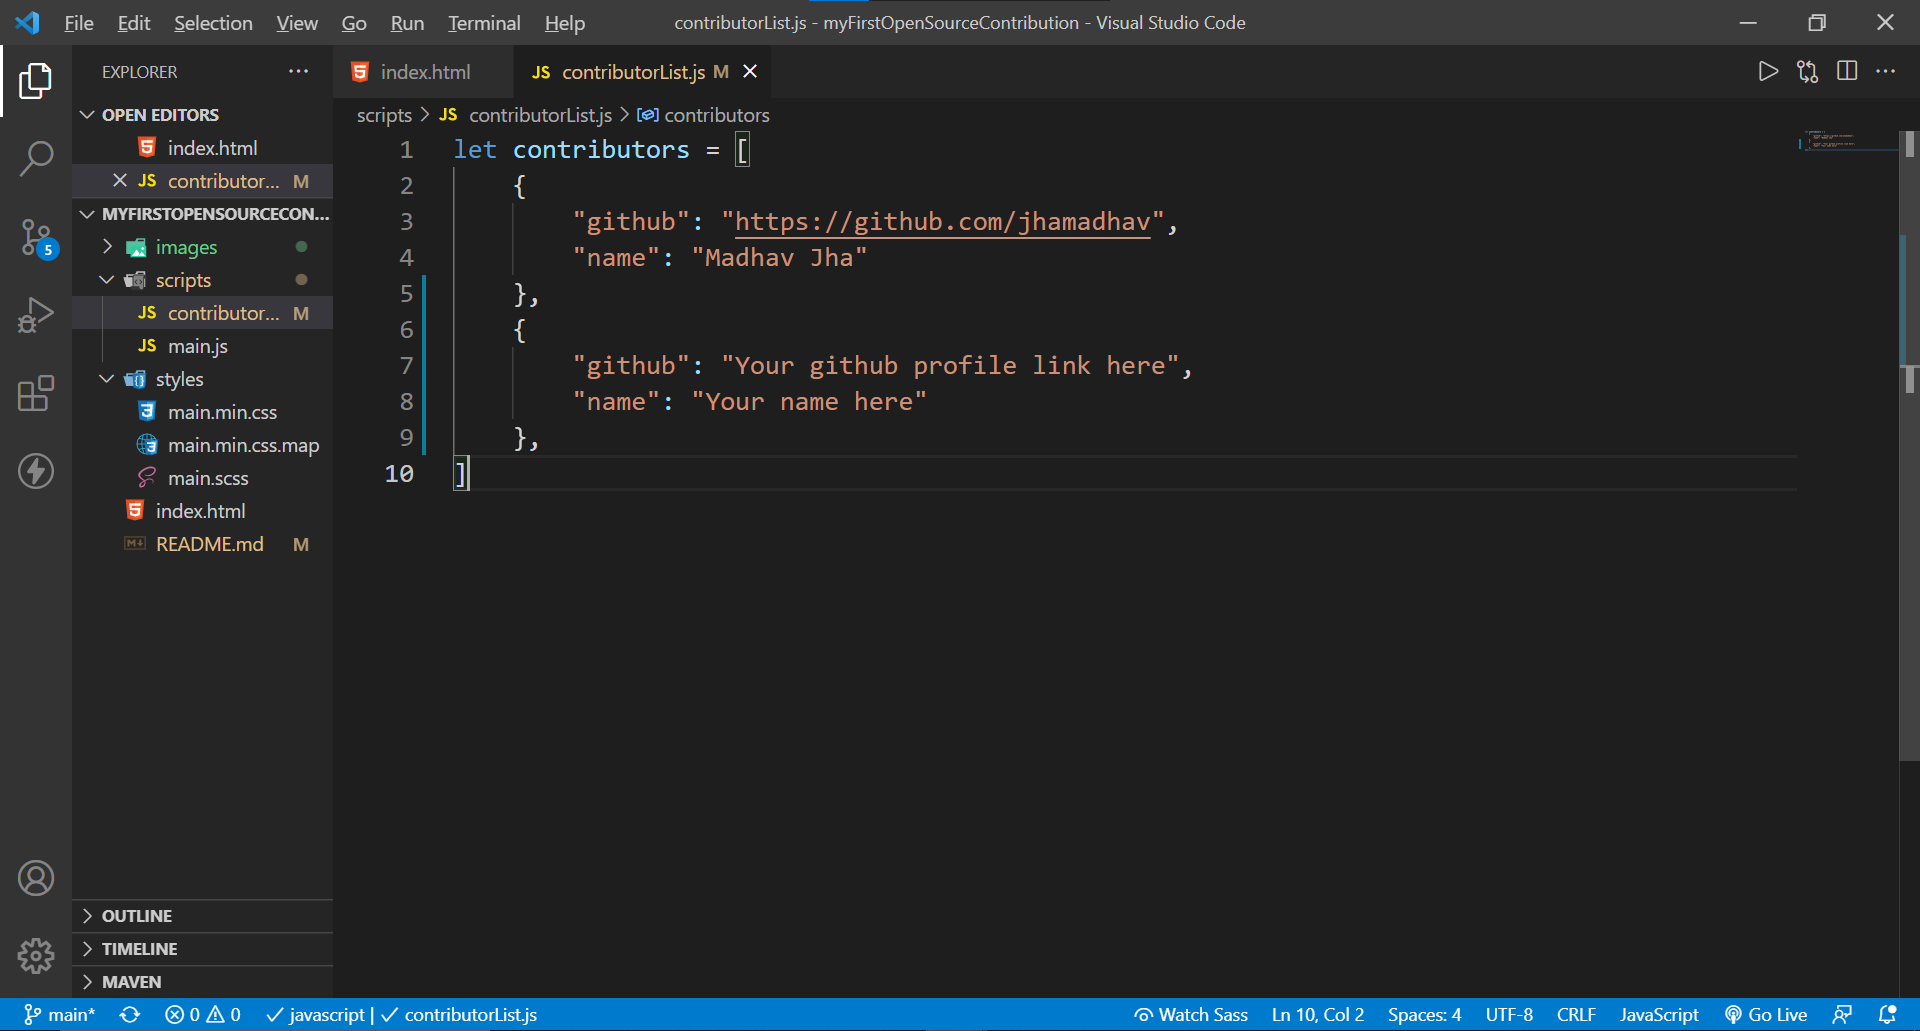 File Edit Selection View Go Run Terminal Help contributorList.js - myFirstOpenSourceContribution - Visual Studio Code
EXPLORER
OPEN EDITORS
index.html
JS contributor... M
MYFIRSTOPENSOURCECON...
images
scripts
JS contributor... M
JS main.js
styles
main.min.css
main.min.css.map
main.scss
index.html
README.md M
OUTLINE
TIMELINE
MAVEN
5
index.html JS contributorList.js M
scripts > JS contributorList.js > contributors
1 let contributors = [
2 {
3 "github": "https://github.com/jhamadhav",
4 "name": "Madhav Jha"
5 },
6 {
7 "github": "Your github profile link here",
8 "name": "Your name here"
9 },
10 ]
main* 0 0 javascript | contributorList.js Watch Sass Ln 10, Col 2 Spaces: 4 UTF-8 CRLF JavaScript Go Live